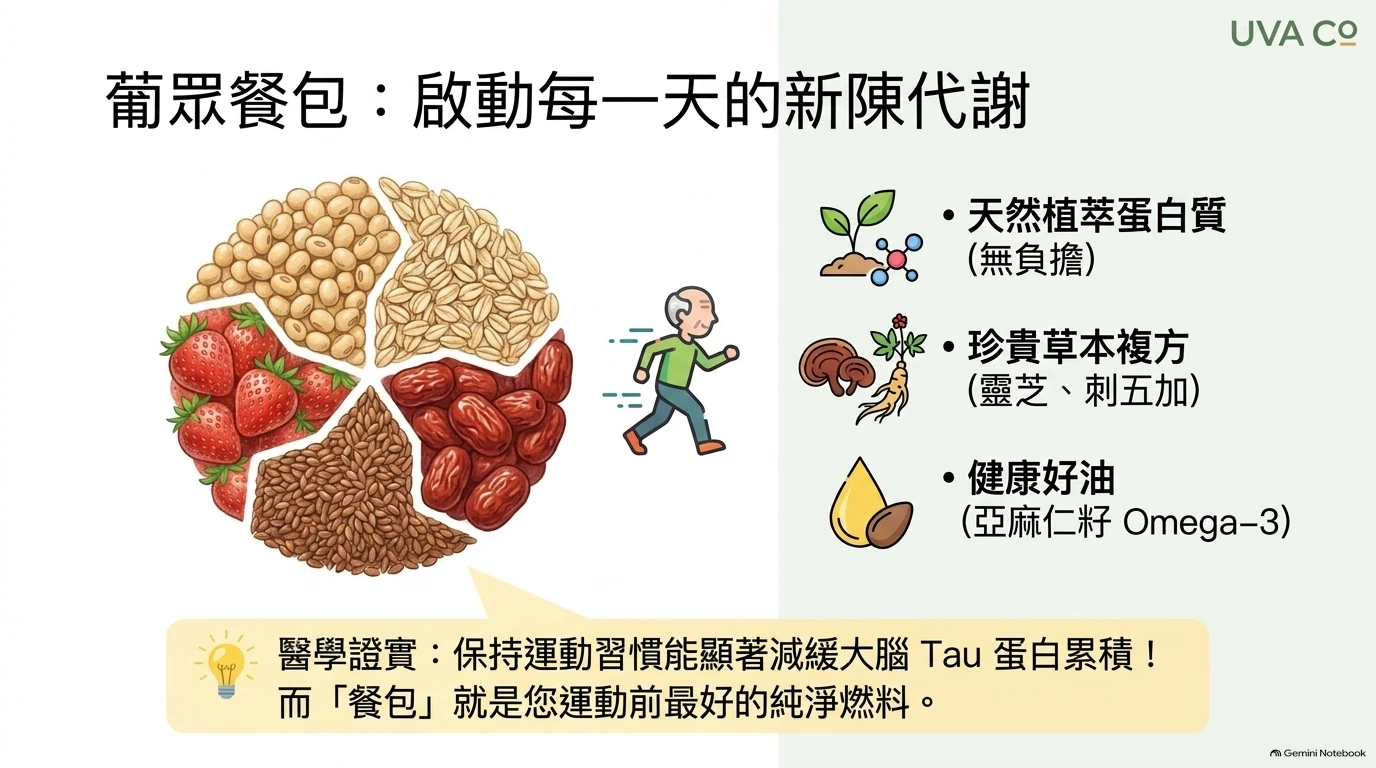 UVA Co
葡眾餐包：啟動每一天的新陳代謝
• 天然植萃蛋白質
(無負擔)
• 珍貴草本複方
(靈芝、刺五加)
• 健康好油
(亞麻仁籽 Omega-3)
醫學證實：保持運動習慣能顯著減緩大腦 Tau 蛋白累積！
而「餐包」就是您運動前最好的純淨燃料。
Gemini Notebook